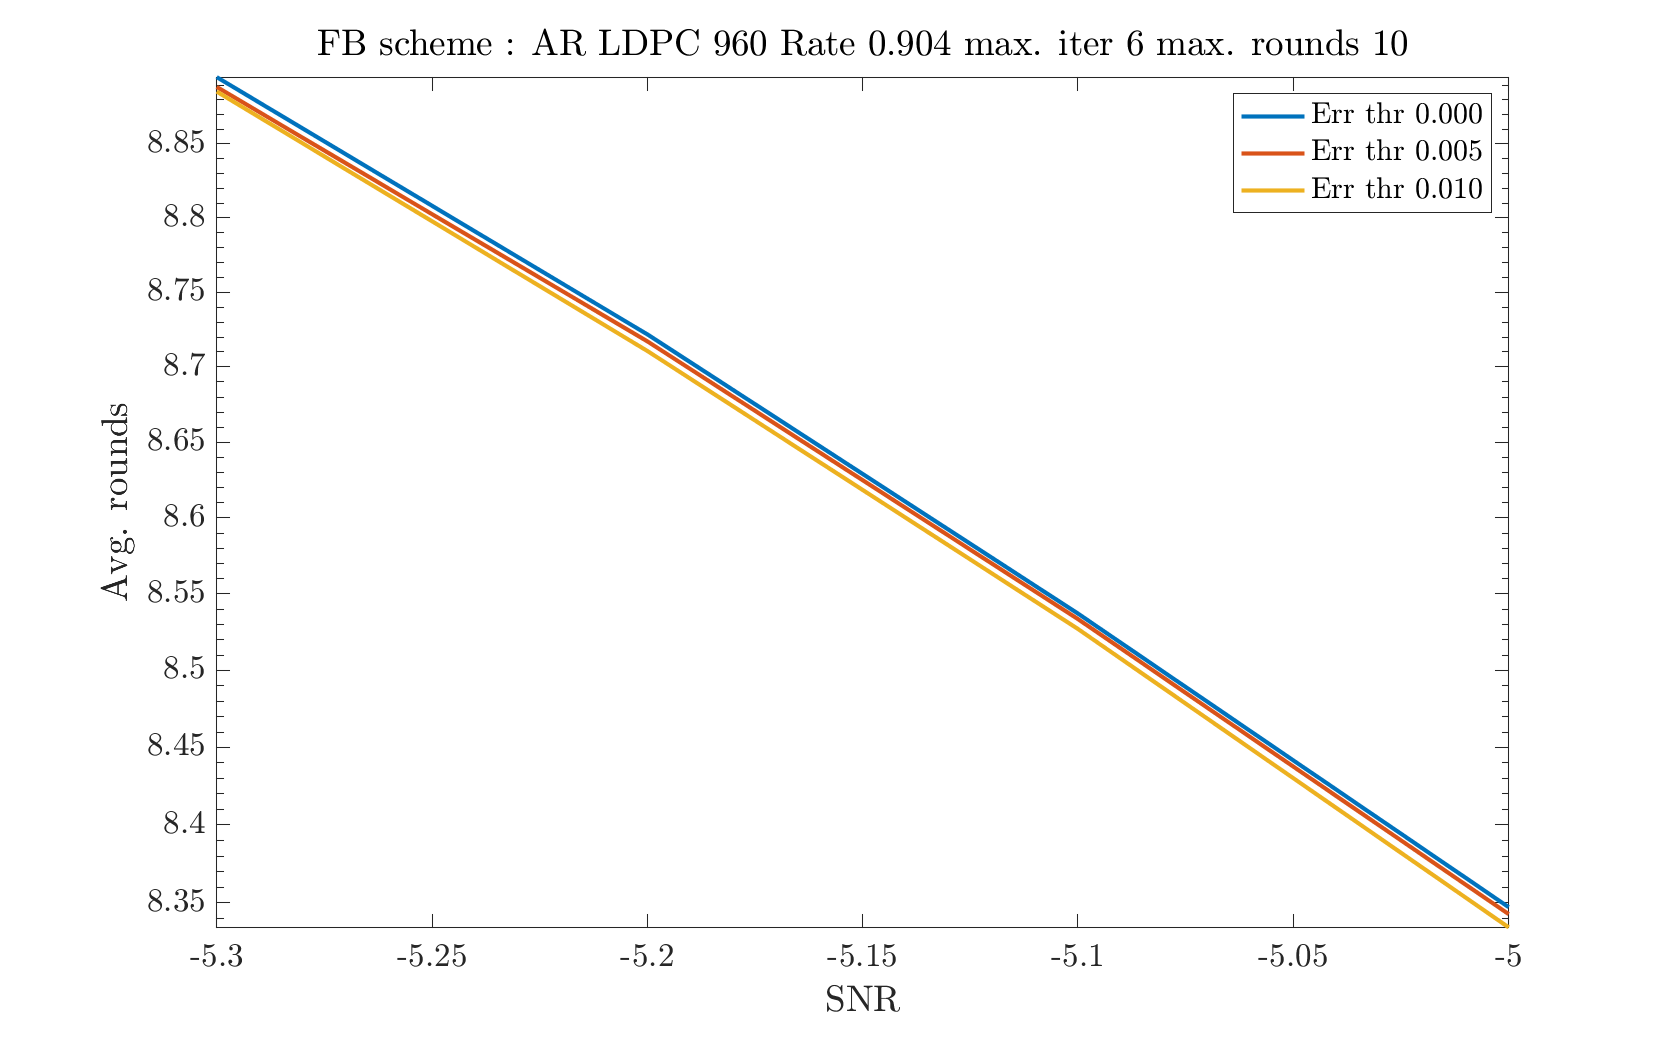 FB scheme : AR LDPC 960 Rate 0.904 max. iter 6 max. rounds 10
Err thr 0.000
Err thr 0.005
Err thr 0.010
8.85
8.8
8.75
8.7
8.65
8.6
8.55
8.5
8.45
8.4
8.35
Avg. rounds
-5.3 -5.25 -5.2 -5.15 -5.1 -5.05 -5
SNR